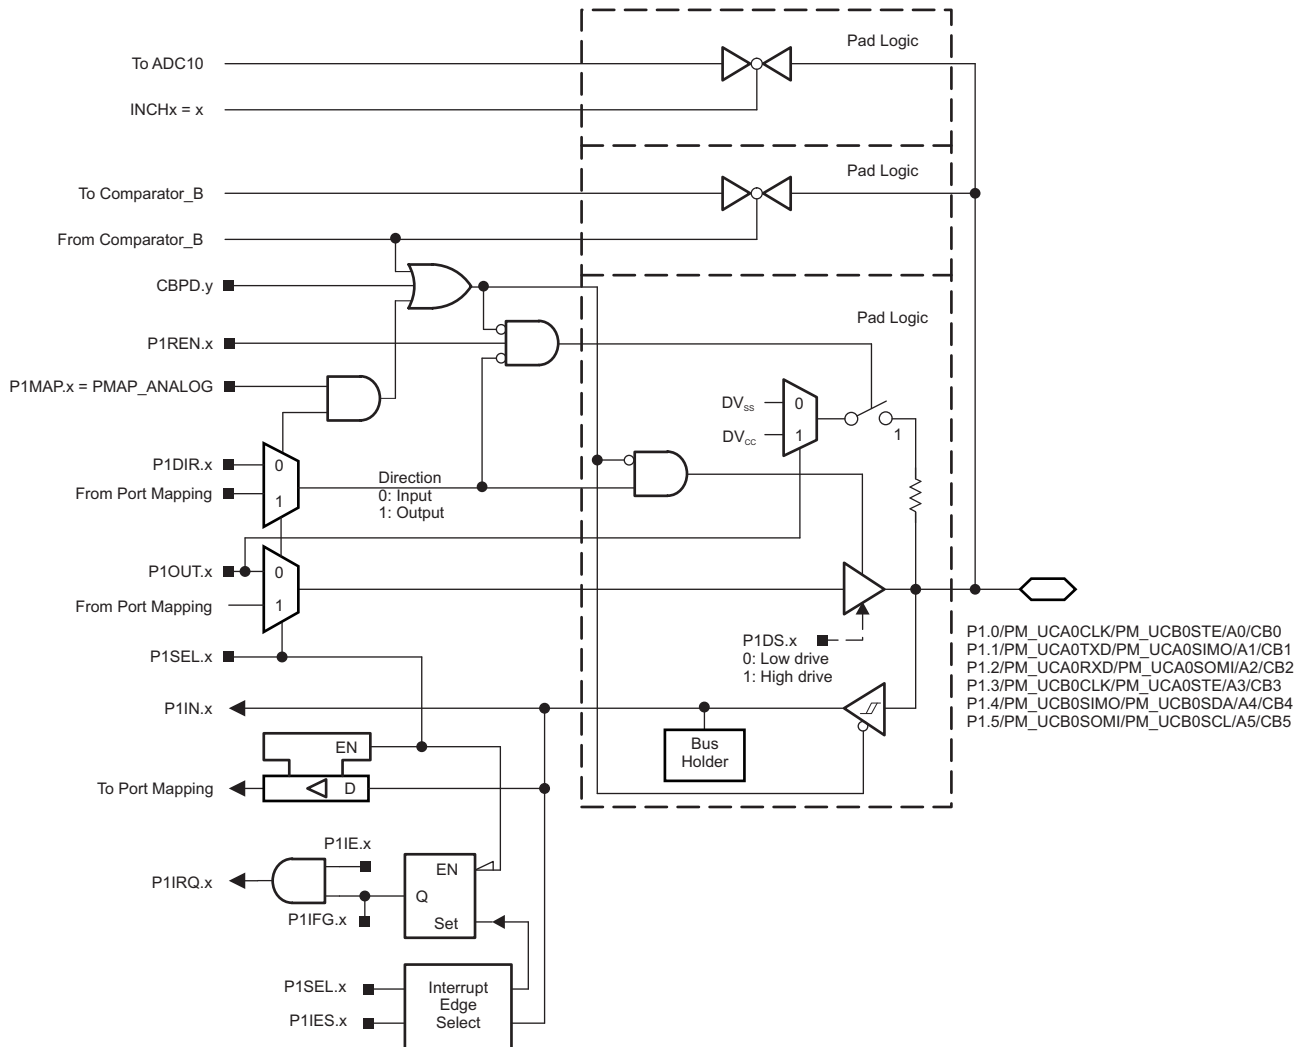 Pad Logic
To ADC10
INCHx = x
Pad Logic
To Comparator_B
From Comparator_B
CBPD.y
Pad Logic
P1REN.x
P1MAP.x = PMAP_ANALOG
DVSS
0
DVCC
1
1
P1DIR.x
0
From Port Mapping
1
Direction
0: Input
1: Output
P1OUT.x
0
From Port Mapping
1
P1DS.x
0: Low drive
1: High drive
P1SEL.x
P1.0/PM_UCA0CLK/PM_UCB0STE/A0/CB0
P1.1/PM_UCA0TXD/PM_UCA0SIMO/A1/CB1
P1.2/PM_UCA0RXD/PM_UCA0SOMI/A2/CB2
P1.3/PM_UCB0CLK/PM_UCA0STE/A3/CB3
P1.4/PM_UCB0SIMO/PM_UCB0SDA/A4/CB4
P1.5/PM_UCB0SOMI/PM_UCB0SCL/A5/CB5
P1IN.x
Bus
Holder
EN
To Port Mapping
D
P1IE.x
EN
P1IRQ.x
Q
P1IFG.x
Set
P1SEL.x
P1IES.x
Interrupt
Edge
Select